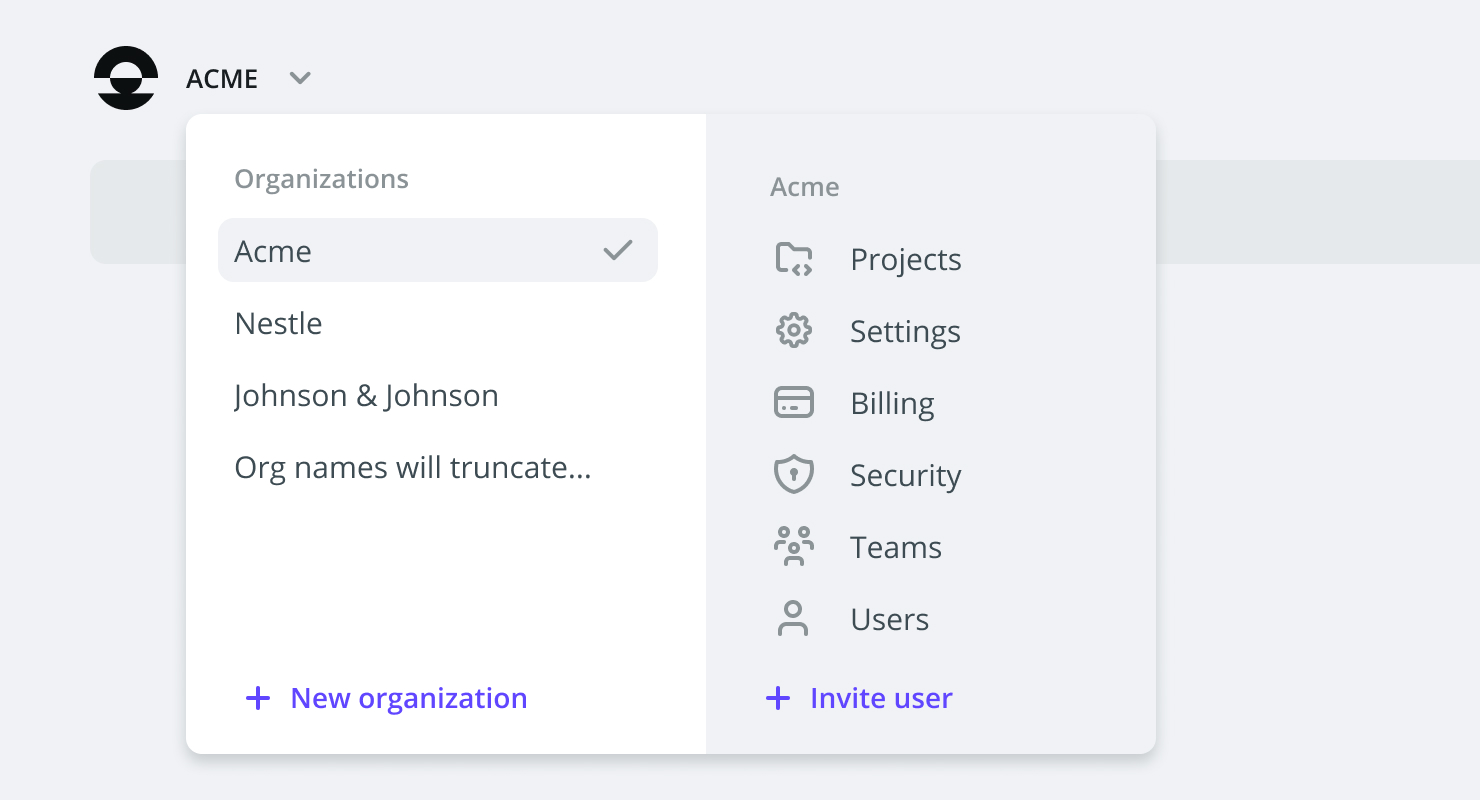 ACME
Organizations
Acme
Nestle
Johnson & Johnson
Org names will truncate...
New organization
Acme
Projects
Settings
Billing
Security
Teams
Users
Invite user